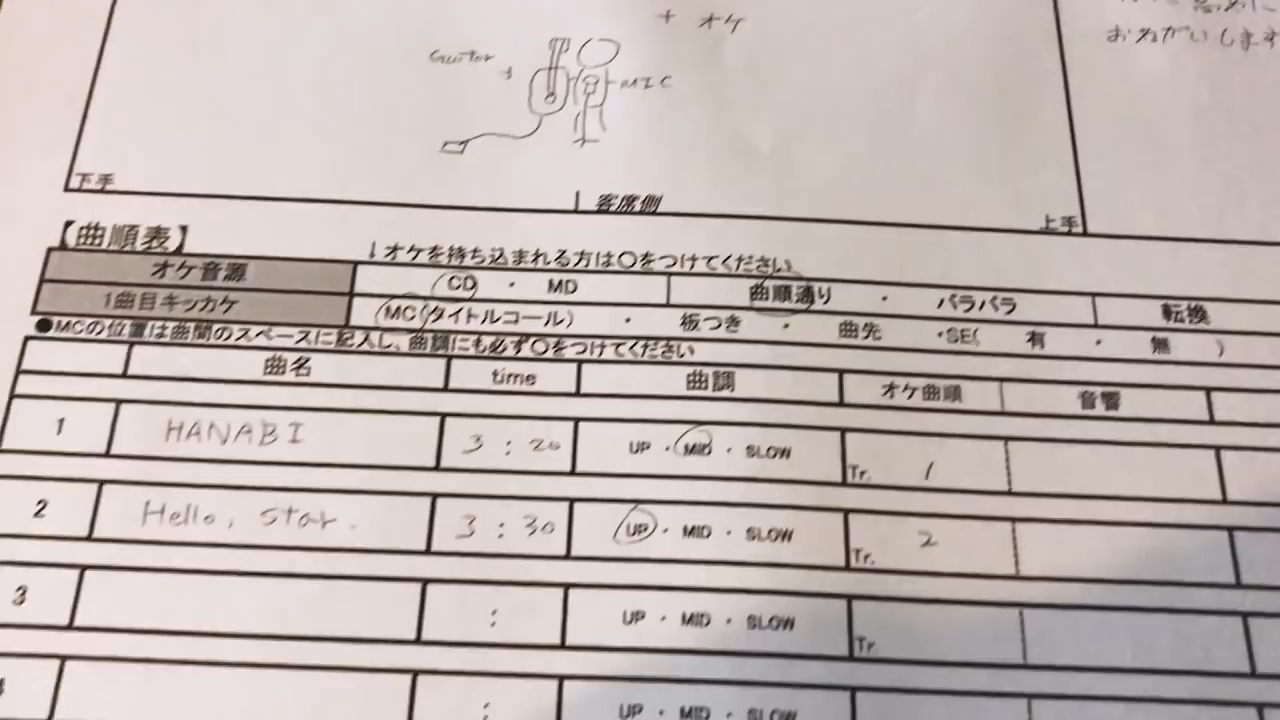 + オケ
おねがいします
Guitar
MIC
下手
客席側
上手
【曲順表】
↓オケを持ち込まれる方は〇をつけてください
オケ音源 CD ・ MD 曲順通り ・ バラバラ 転換
1曲目キッカケ MC(タイトルコール) ・ 板つき ・ 曲先 ・SE( 有 ・ 無 )
●MCの位置は曲間のスペースに記入し、曲調にも必ず〇をつけてください
曲名 time 曲調 オケ曲順 音響
1 HANABI 3:20 UP ・ MID ・ SLOW Tr. 1
2 Hello, star. 3:30 UP ・ MID ・ SLOW Tr. 2
3 : UP ・ MID ・ SLOW Tr.
: UP ・ MID ・ SLOW